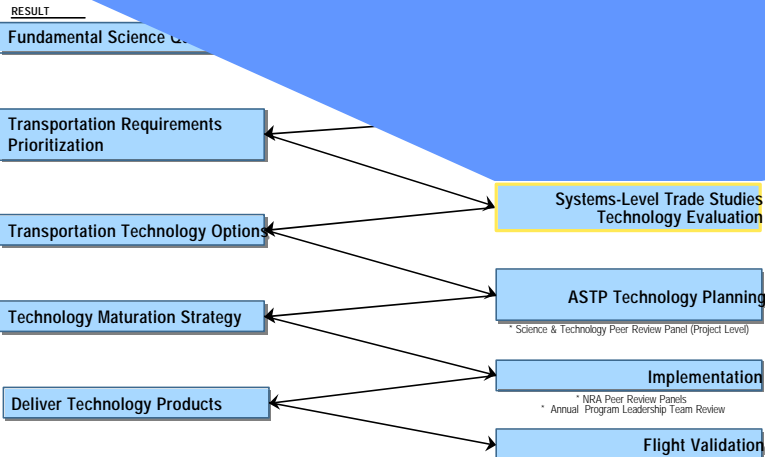 RESULT
Fundamental Science
Transportation Requirements
Prioritization
Systems-Level Trade Studies
Technology Evaluation
Transportation Technology Options
ASTP Technology Planning
* Science & Technology Peer Review Panel (Project Level)
Technology Maturation Strategy
Implementation
* NRA Peer Review Panels
* Annual Program Leadership Team Review
Deliver Technology Products
Flight Validation